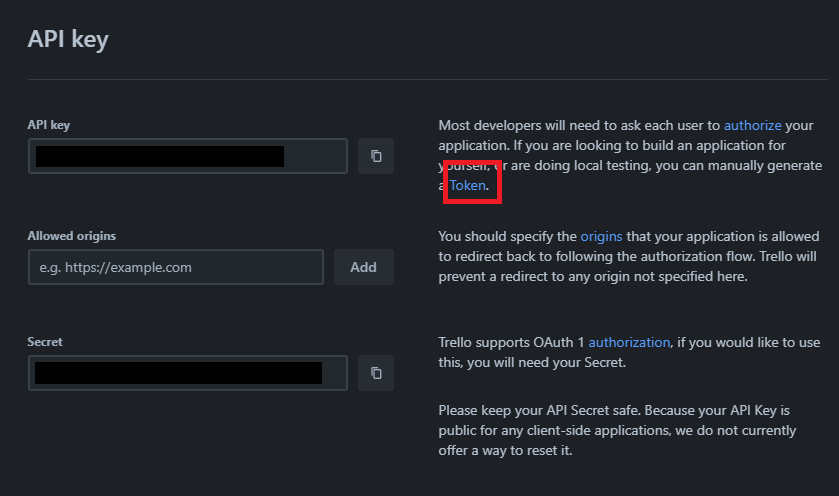 API key
API key
Most developers will need to ask each user to authorize your
application. If you are looking to build an application for
yourself, or are doing local testing, you can manually generate
a Token.
Allowed origins
e.g. https://example.com
Add
You should specify the origins that your application is allowed
to redirect back to following the authorization flow. Trello will
prevent a redirect to any origin not specified here.
Secret
Trello supports OAuth 1 authorization, if you would like to use
this, you will need your Secret.
Please keep your API Secret safe. Because your API Key is
public for any client-side applications, we do not currently
offer a way to reset it.